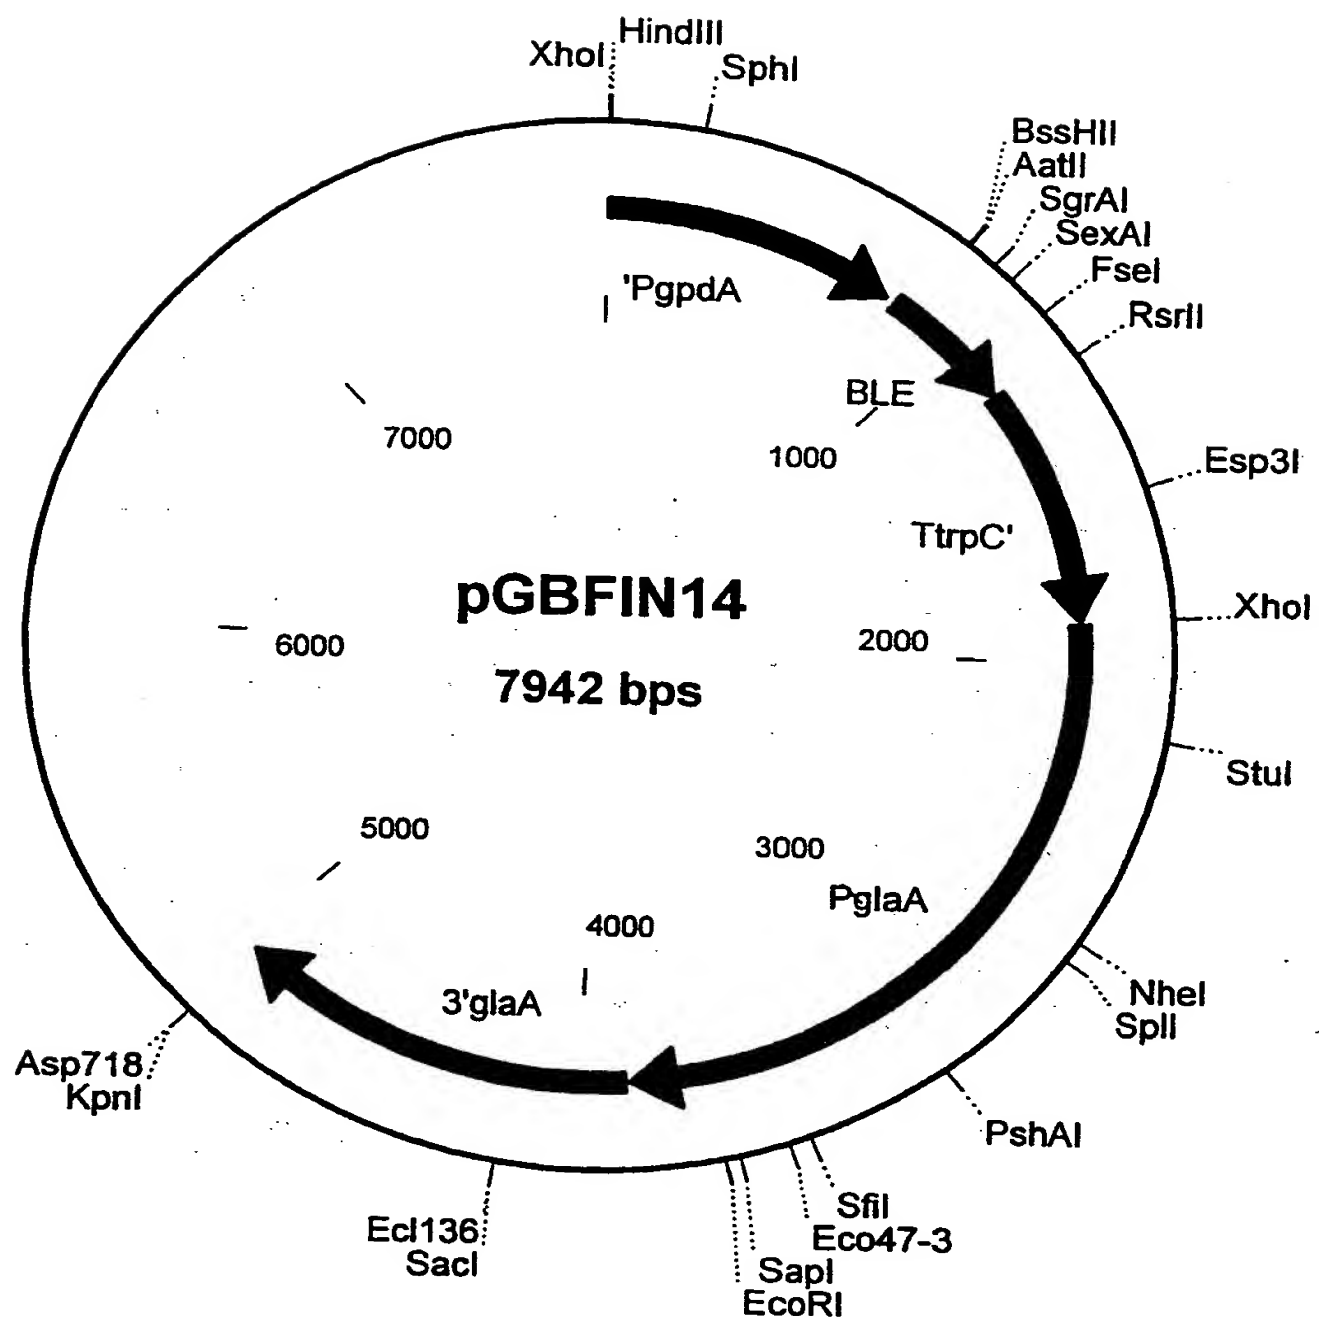 HindIII
XhoI
SphI
BssHII
AatII
SgrAI
SexAI
FseI
RsrII
'PgpdA
BLE
7000
1000
Esp3I
TtrpC'
pGBFIN14
XhoI
6000
2000
7942 bps
StuI
5000
3000
PglaA
4000
3'glaA
NheI
SplI
Asp718
KpnI
PshAI
SfiI
Ecl136
Eco47-3
SacI
SapI
EcoRI